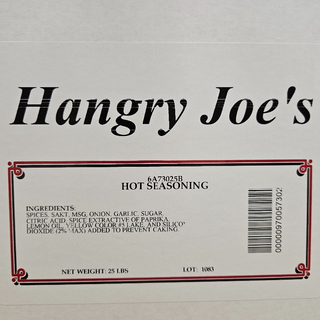 Hangry Joe's
6A73025B
HOT SEASONING
INGREDIENTS:
SPICES, SAKT, MSG, ONION, GARLIC, SUGAR,
CITRIC ACID, SPICE EXTRACTIVE OF PAPRIKA,
LEMON OIL, YELLOW COLOR #5 LAKE, AND SILICO
DIOXIDE (2% MAX) ADDED TO PREVENT CAKING
NET WEIGHT: 25 LBS LOT: 1083
00000970057302